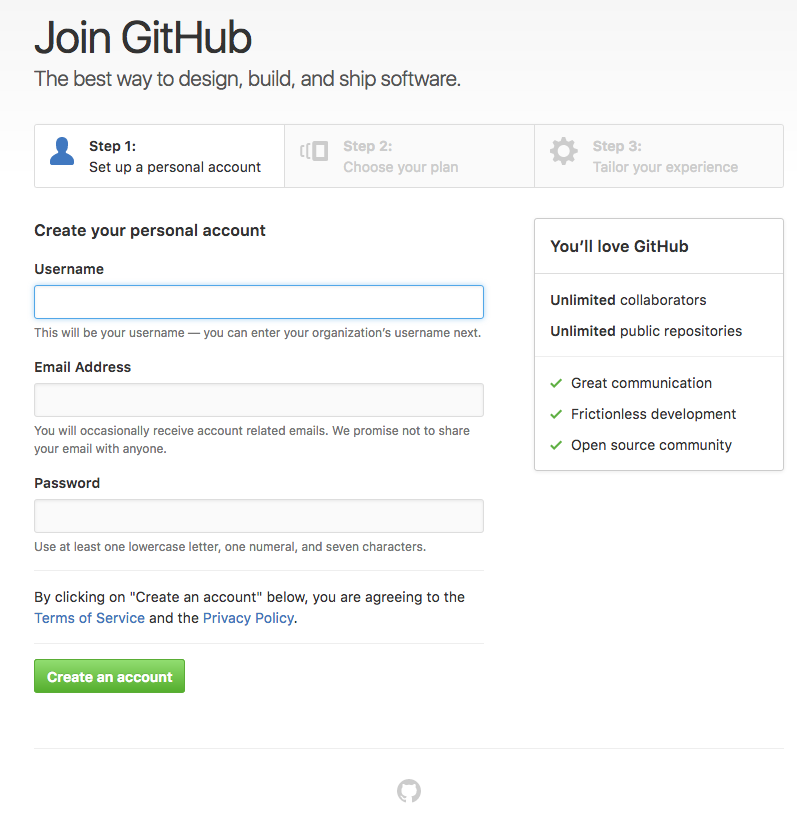 Join GitHub
The best way to design, build, and ship software.
Step 1:
Set up a personal account
Step 2:
Choose your plan
Step 3:
Tailor your experience
Create your personal account
Username
This will be your username — you can enter your organization’s username next.
Email Address
You will occasionally receive account related emails. We promise not to share
your email with anyone.
Password
Use at least one lowercase letter, one numeral, and seven characters.
By clicking on "Create an account" below, you are agreeing to the
Terms of Service and the Privacy Policy.
Create an account
You’ll love GitHub
Unlimited collaborators
Unlimited public repositories
Great communication
Frictionless development
Open source community